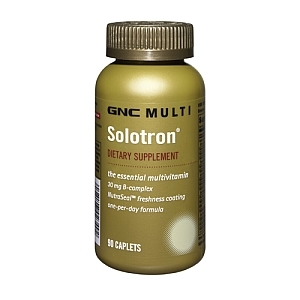 GNC MULTI
Solotron®
DIETARY SUPPLEMENT
the essential multivitamin
30 mg B-complex
NutraSeal™ freshness coating
one-per-day formula
90 CAPLETS